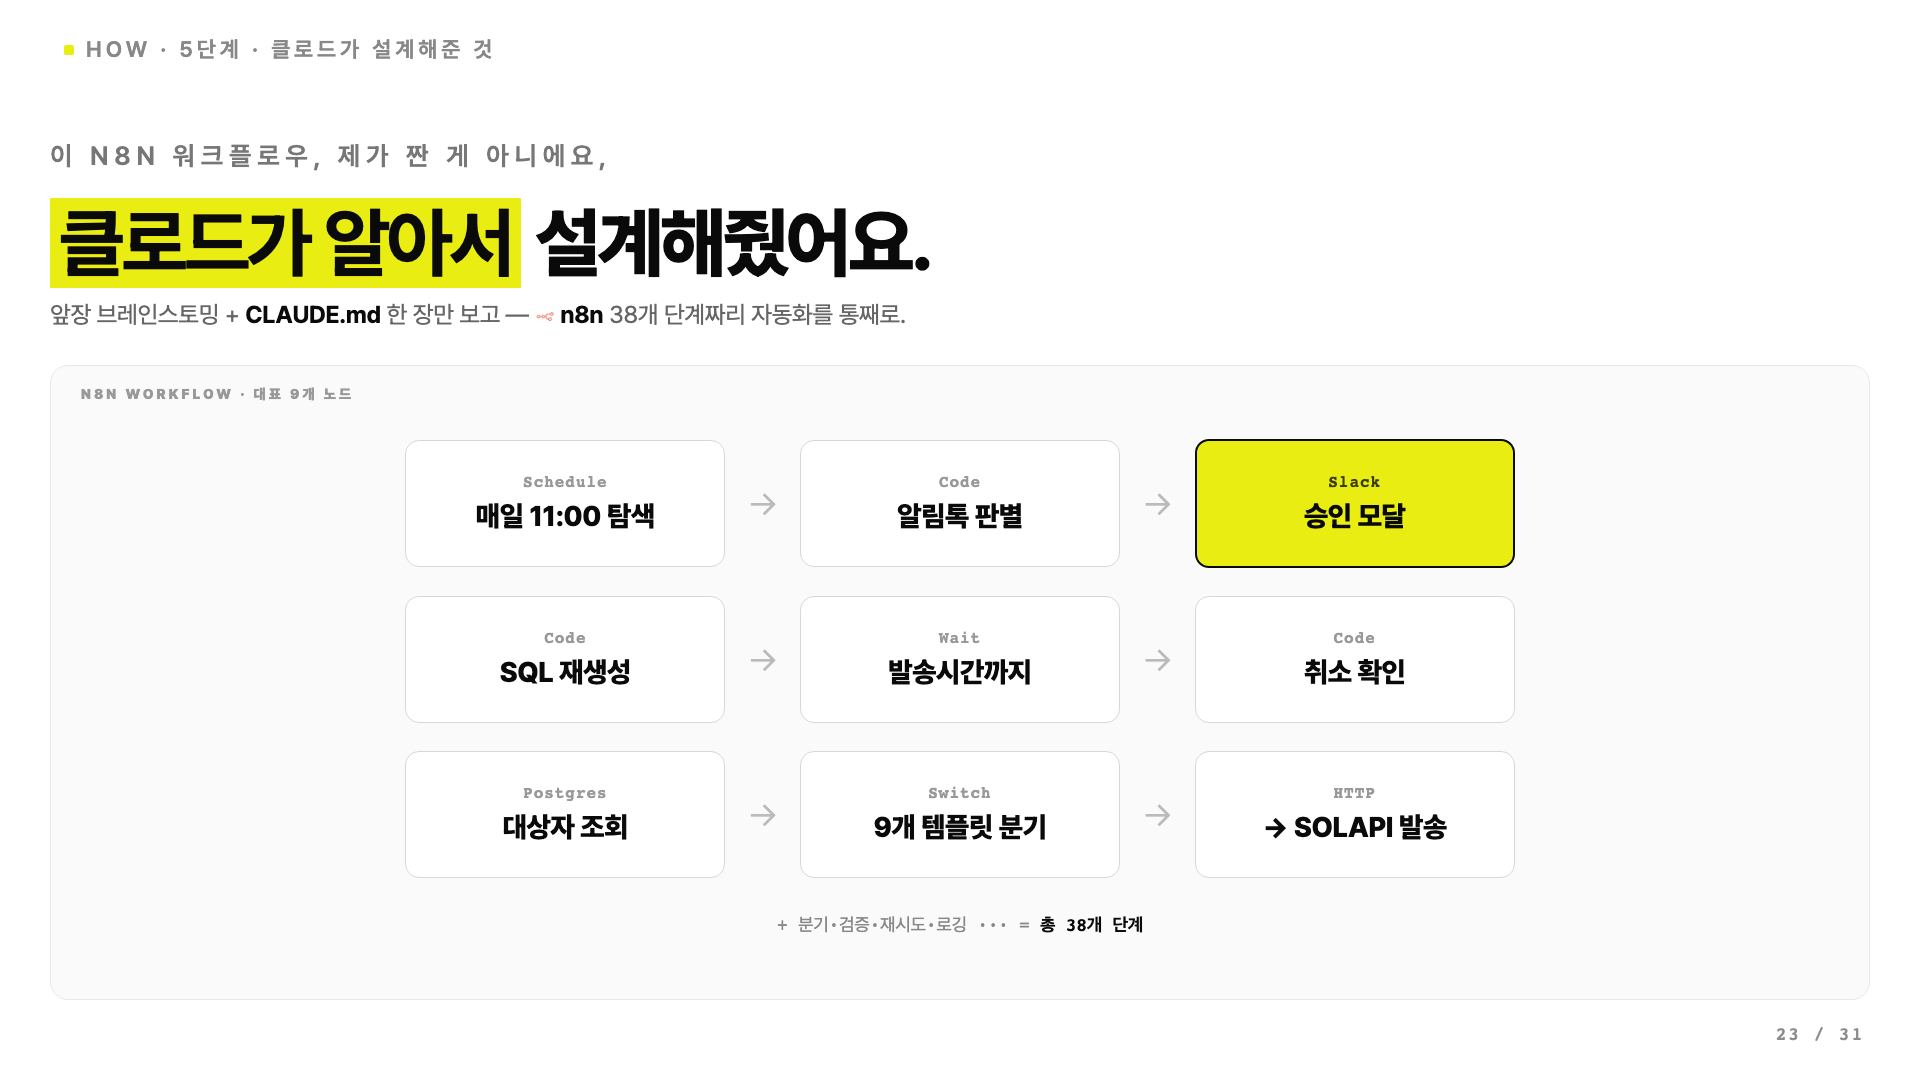 HOW · 5단계 · 클로드가 설계해준 것
이 N8N 워크플로우, 제가 짠 게 아니에요,
클로드가 알아서 설계해줬어요.
앞장 브레인스토밍 + CLAUDE.md 한 장만 보고 — n8n 38개 단계짜리 자동화를 통째로.
N8N WORKFLOW · 대표 9개 노드
Schedule
매일 11:00 탐색
→
Code
알림톡 판별
→
Slack
승인 모달
Code
SQL 재생성
→
Wait
발송시간까지
→
Code
취소 확인
Postgres
대상자 조회
→
Switch
9개 템플릿 분기
→
HTTP
→ SOLAPI 발송
+ 분기·검증·재시도·로깅 ··· = 총 38개 단계
23 / 31